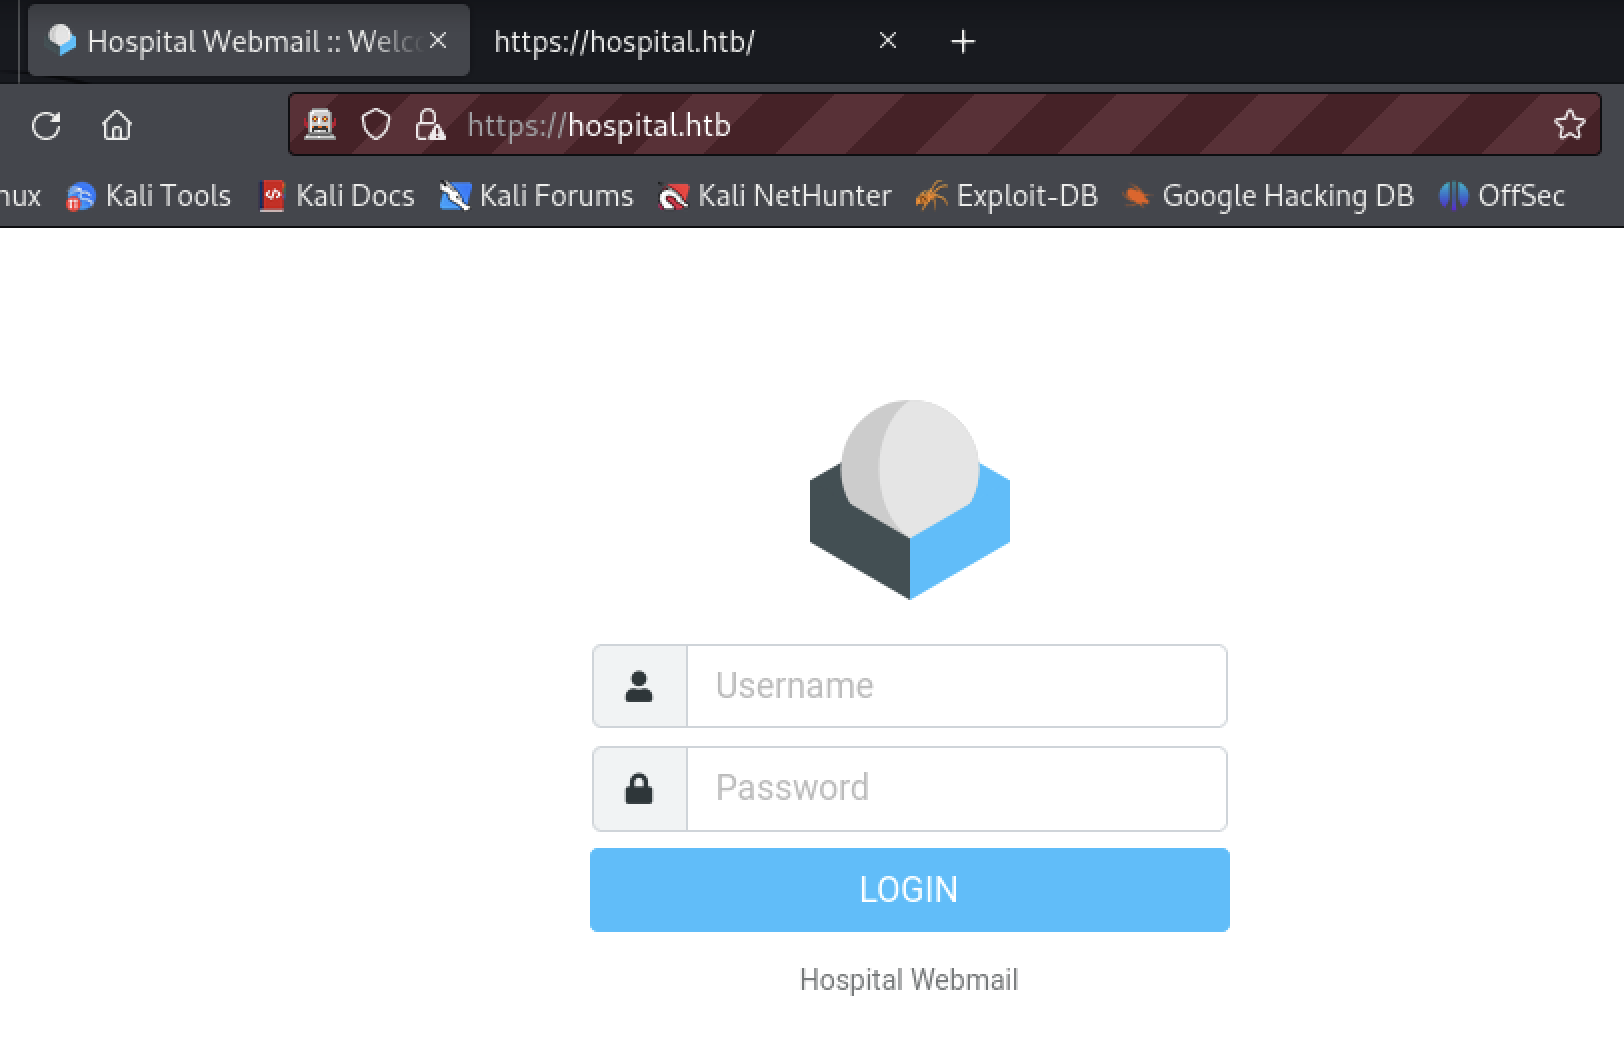 Hospital Webmail :: Welc
https://hospital.htb/
https://hospital.htb
nux Kali Tools Kali Docs Kali Forums Kali NetHunter Exploit-DB Google Hacking DB OffSec
Username
Password
LOGIN
Hospital Webmail